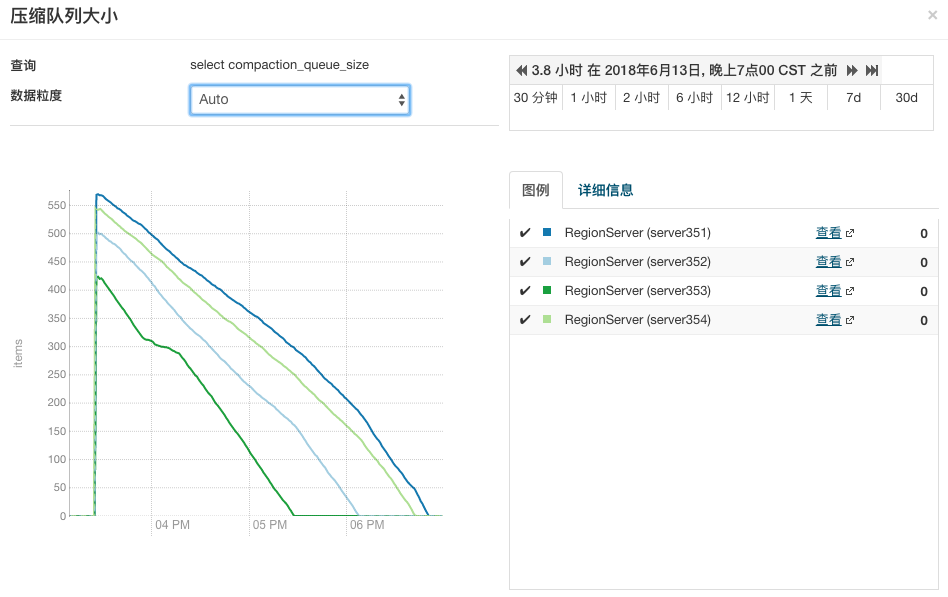 压缩队列大小
×
查询 select compaction_queue_size
数据粒度 Auto
3.8 小时 在 2018年6月13日, 晚上7点00 CST 之前
30 分钟 1 小时 2 小时 6 小时 12 小时 1 天 7d 30d
items
550
500
450
400
350
300
250
200
150
100
50
0
04 PM 05 PM 06 PM
图例 详细信息
RegionServer (server351) 查看 0
RegionServer (server352) 查看 0
RegionServer (server353) 查看 0
RegionServer (server354) 查看 0